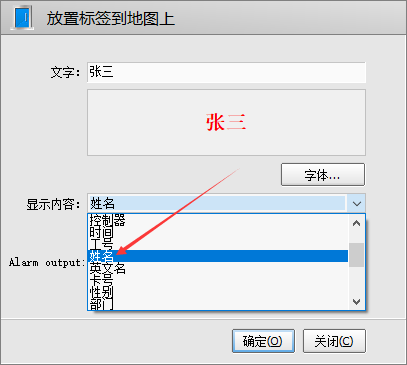 放置标签到地图上
文字: 张三
张三
字体...
显示内容: 姓名
控制器
时间
工号
姓名
Alarm output:
英文名
卡号
性别
部门
确定(O) 关闭(C)